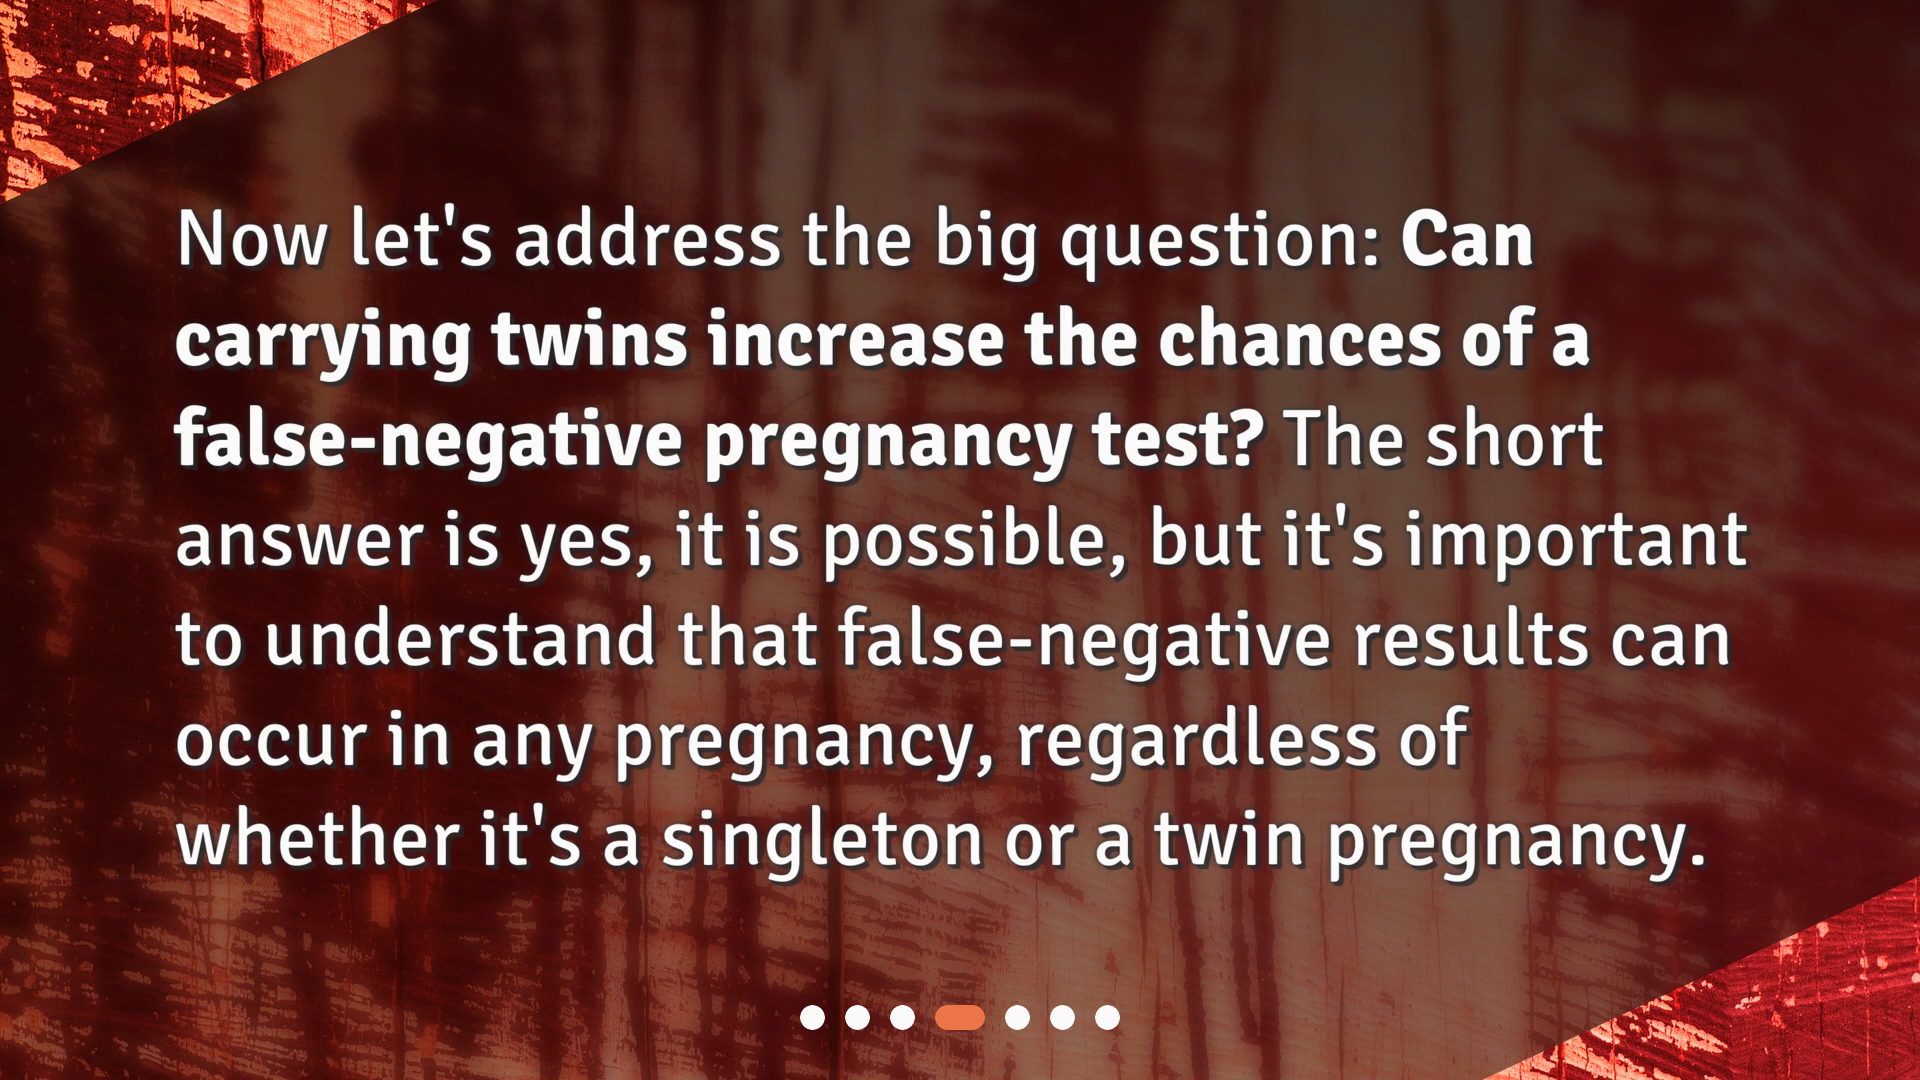 Now let's address the big question: Can
carrying twins increase the chances of a
false-negative pregnancy test? The short
answer is yes, it is possible, but it's important
to understand that false-negative results can
occur in any pregnancy, regardless of
whether it's a singleton or a twin pregnancy.